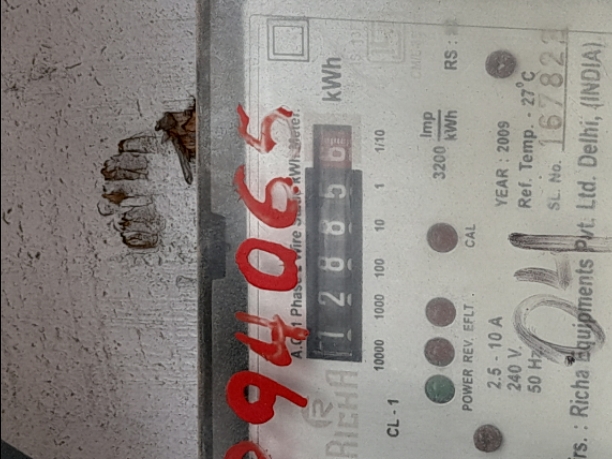 094065
RICHA
CL - 1
A.C. 1 Phase 2 Wire Static kWh Meter
1 2 8 8 5 6
kWh
10000 1000 100 10 1 1/10
POWER REV. EFLT. CAL
3200 Imp
kWh
RS :
2.5 - 10 A
240 V.
50 Hz
YEAR : 2009
Ref. Temp. - 27°C
SL. No. 167822
04
rs. : Richa Equipments Pvt. Ltd. Delhi, (INDIA)